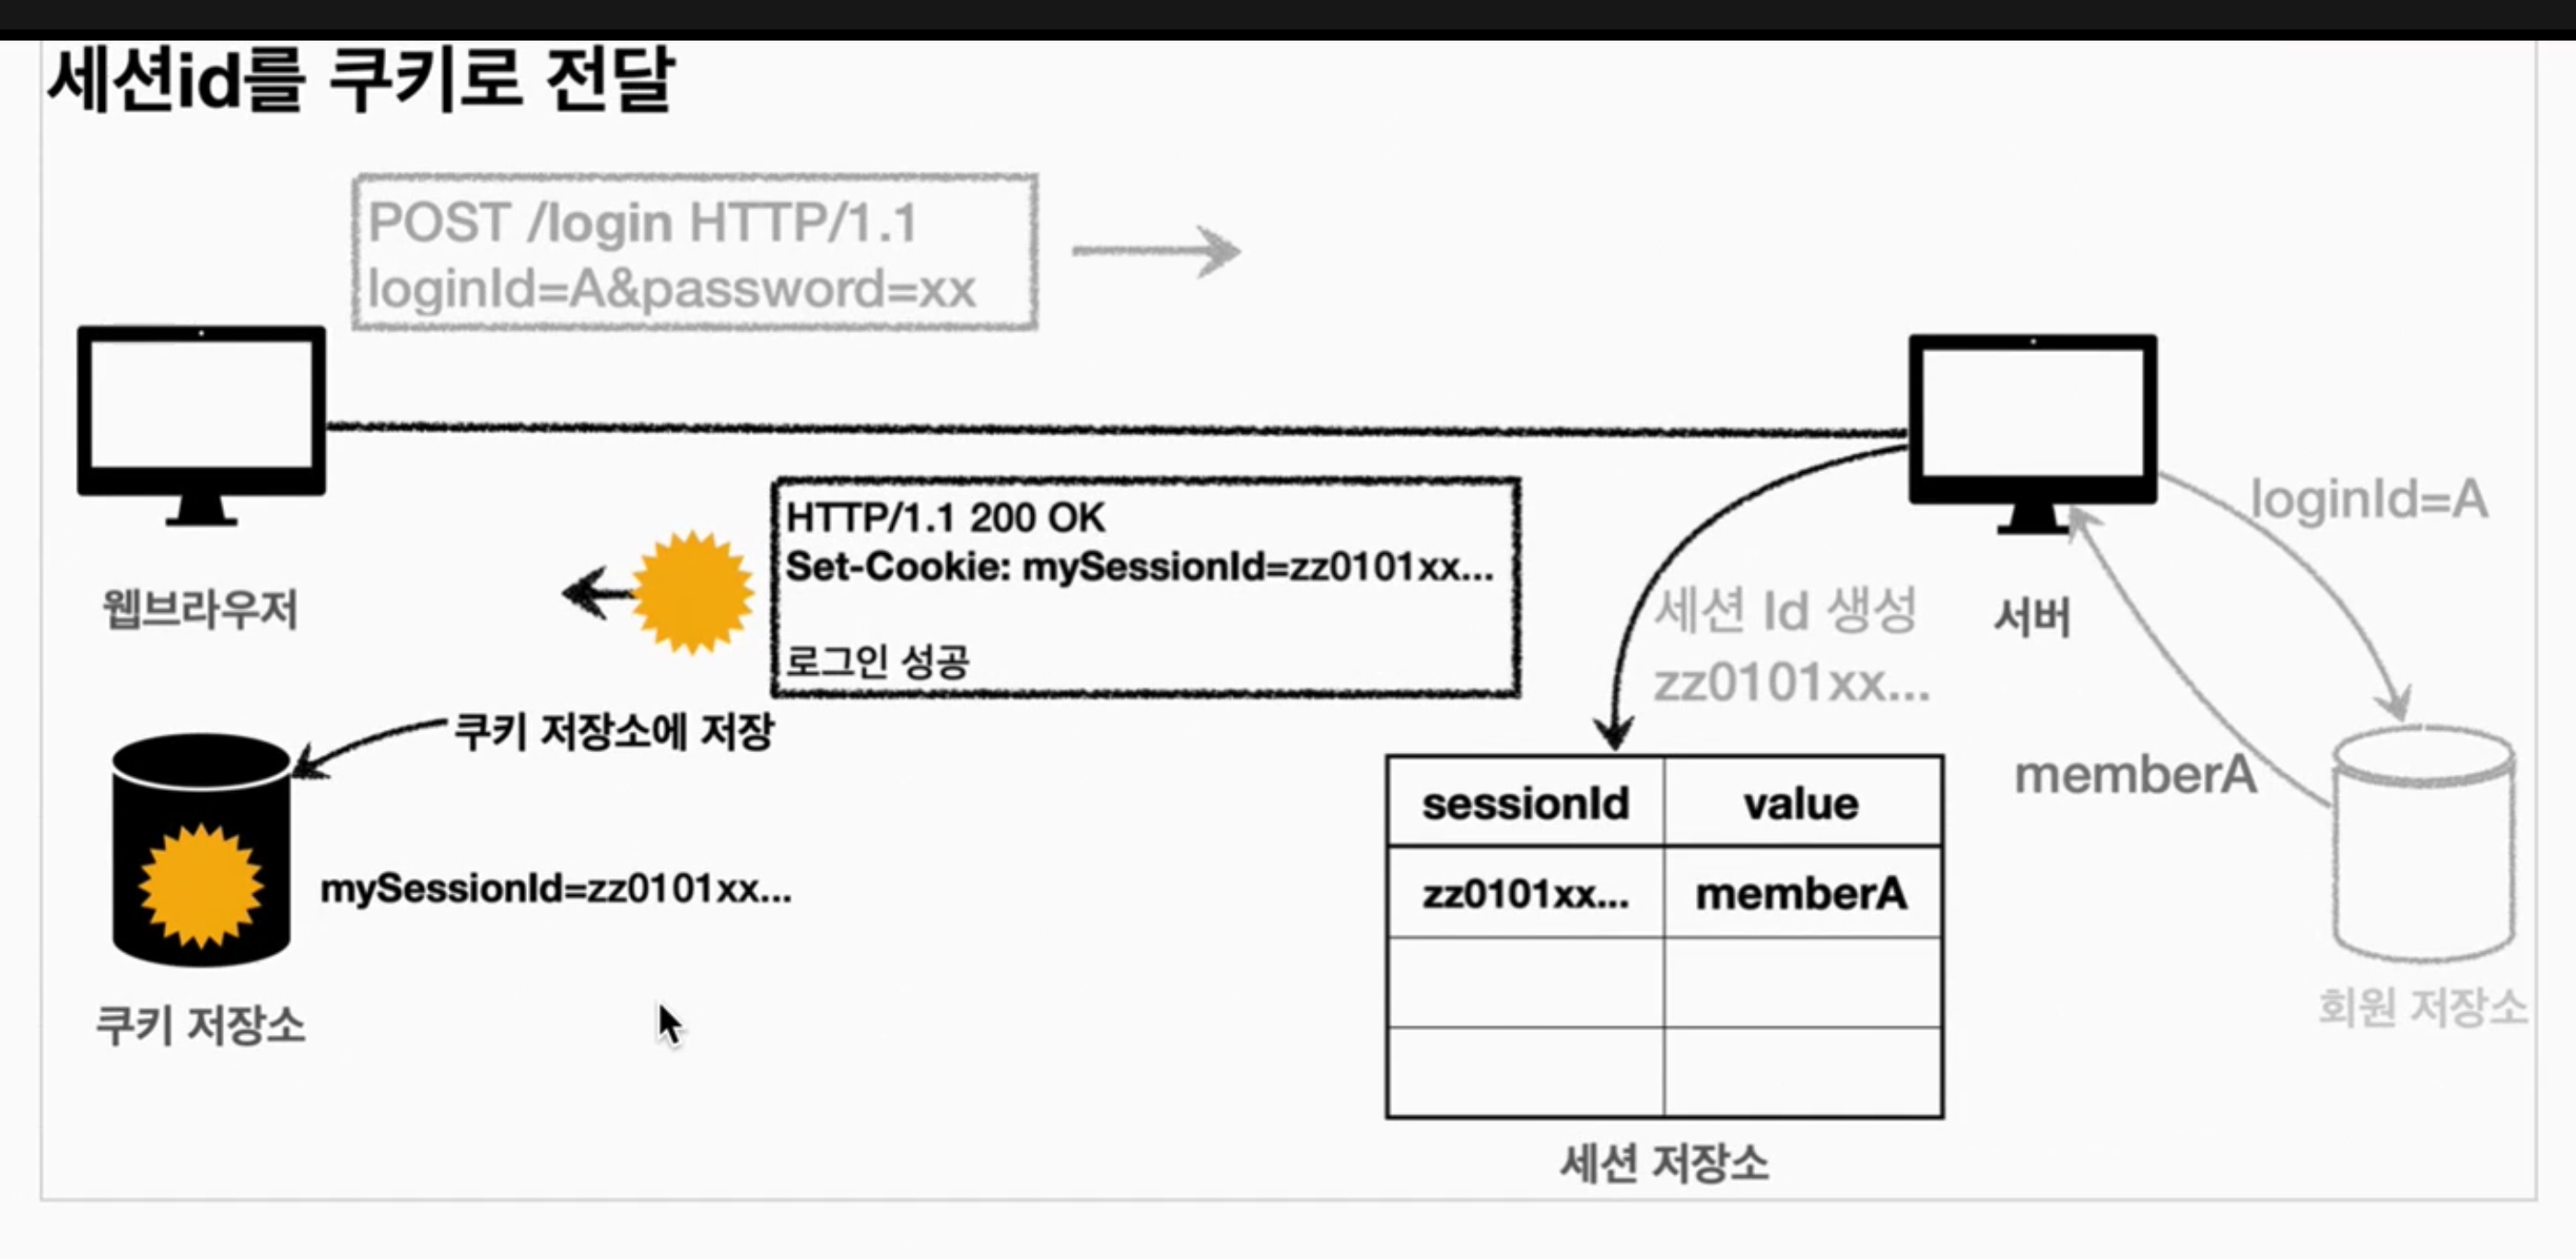 세션id를 쿠키로 전달
POST /login HTTP/1.1
loginId=A&password=xx
웹브라우저
HTTP/1.1 200 OK
Set-Cookie: mySessionId=zz0101xx...
로그인 성공
세션 Id 생성
zz0101xx...
서버
loginId=A
memberA
회원 저장소
쿠키 저장소에 저장
mySessionId=zz0101xx...
쿠키 저장소
sessionId value
zz0101xx... memberA
세션 저장소